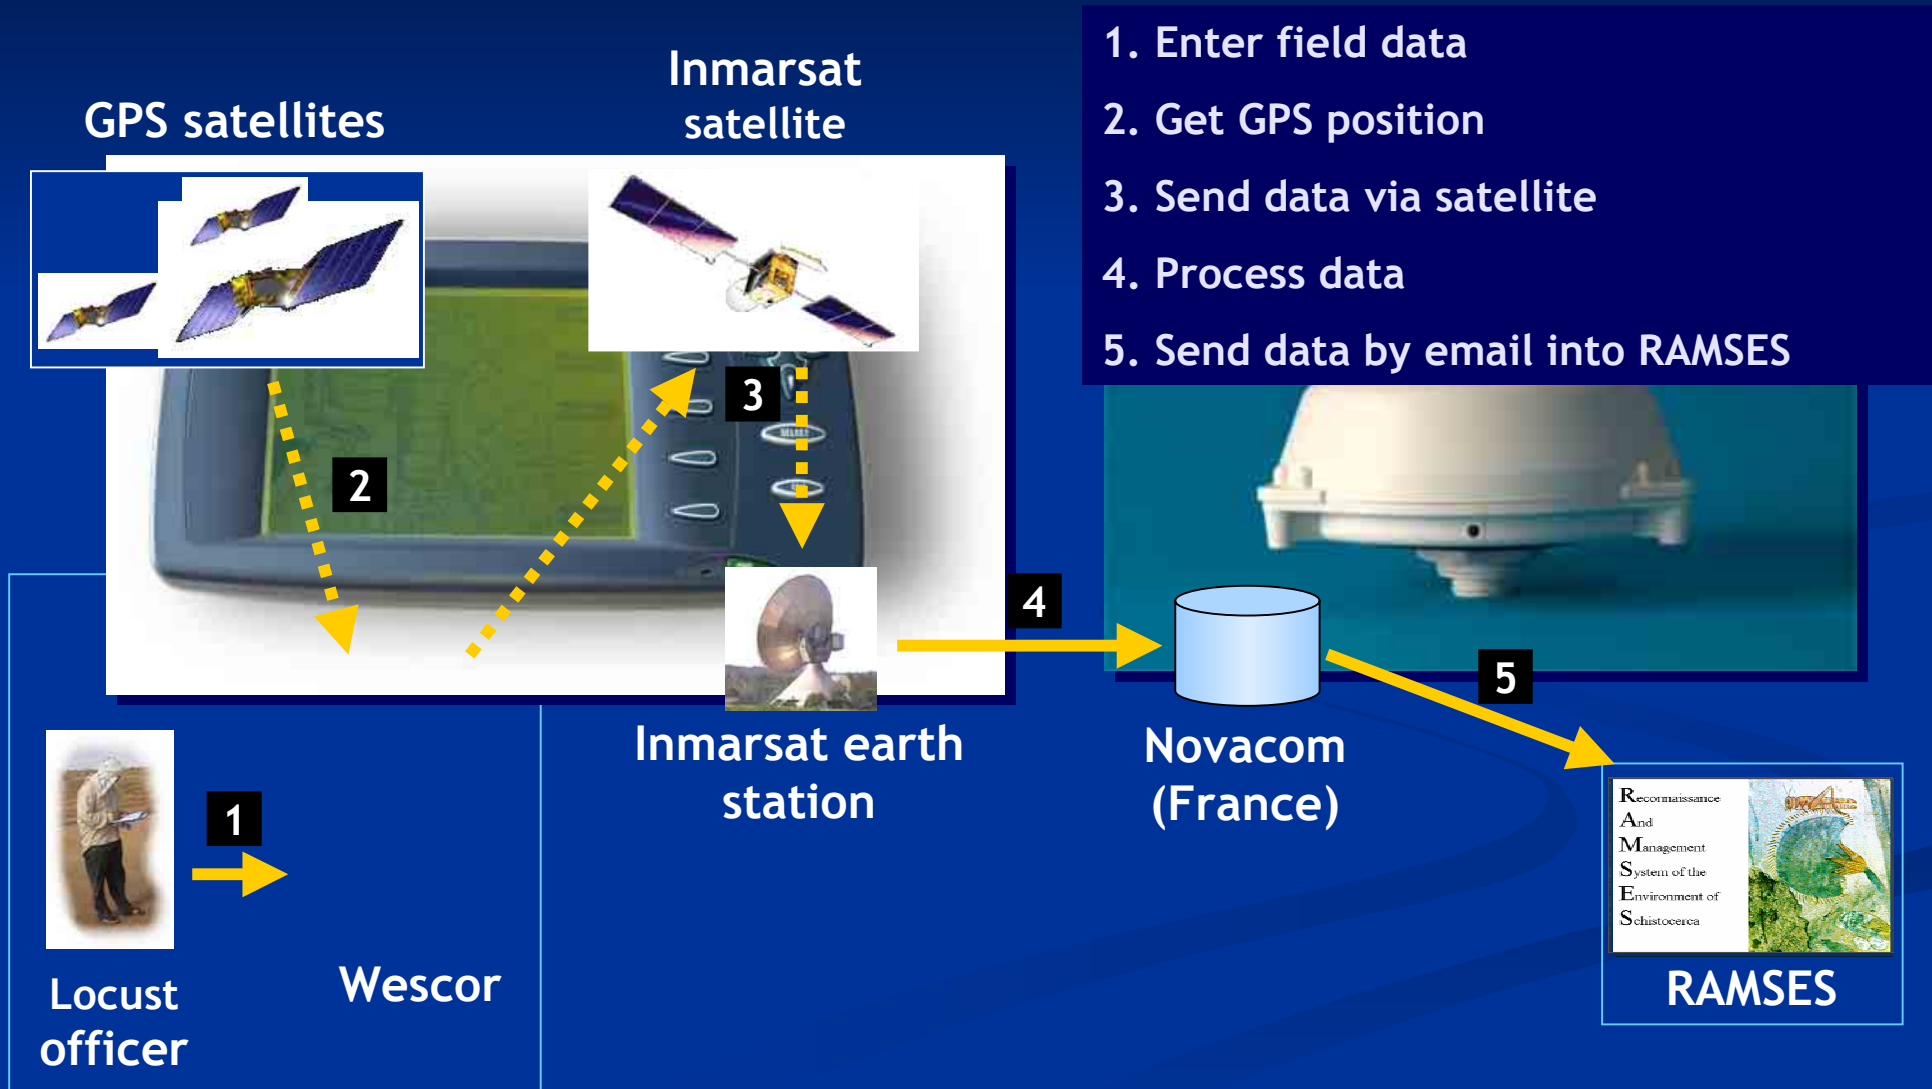 1. Enter field data
2. Get GPS position
3. Send data via satellite
4. Process data
5. Send data by email into RAMSES
GPS satellites
Inmarsat
satellite
2
3
4
5
1
Inmarsat earth
station
Novacom
(France)
Locust
officer
Wescor
Reconnaissance
And
Management
System of the
Environment of
Schistocerca
RAMSES